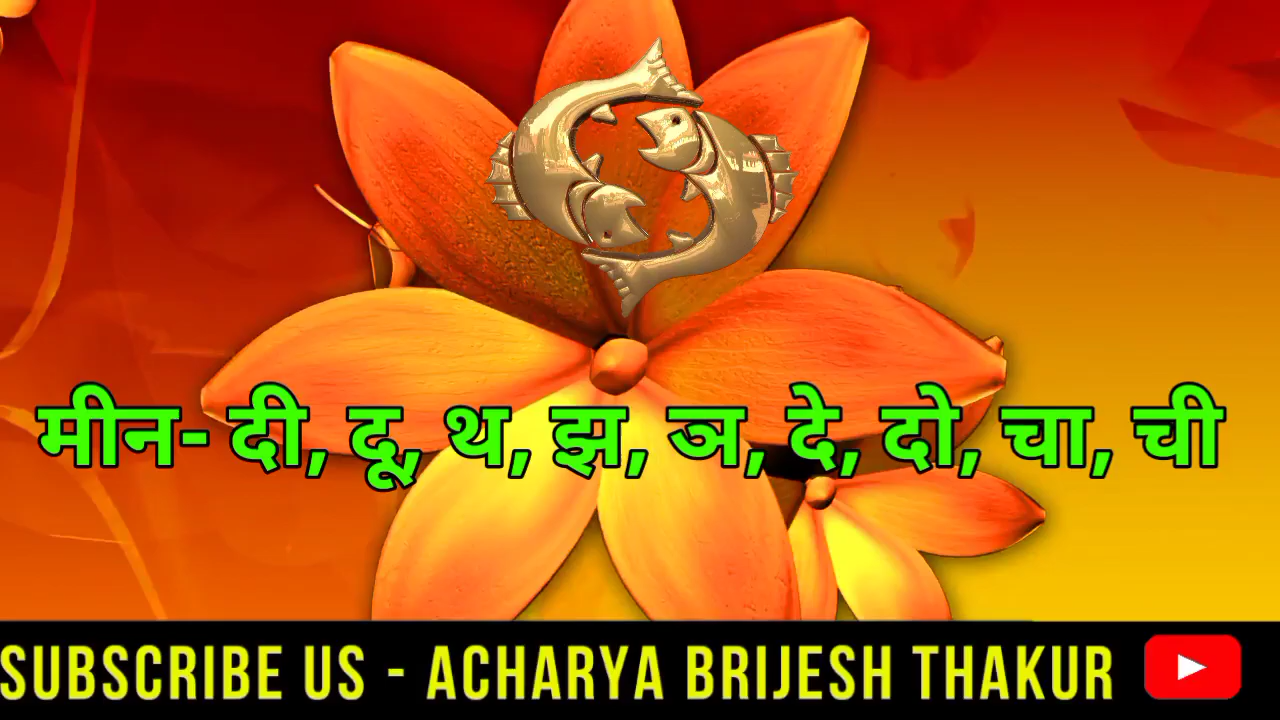 मीन- दी, दू, थ, झ, ञ, दे, दो, चा, ची
SUBSCRIBE US - ACHARYA BRIJESH THAKUR